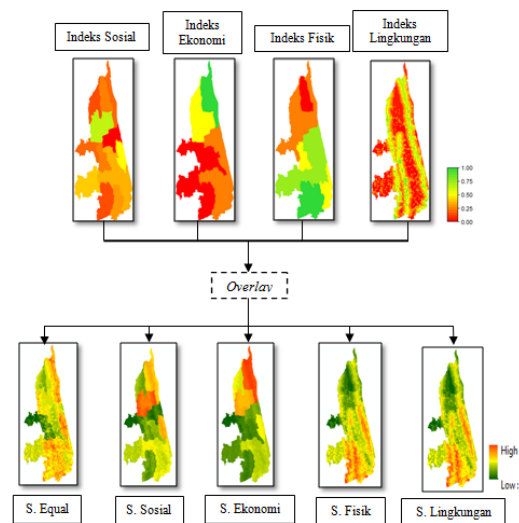 Indeks Sosial
Indeks
Ekonomi
Indeks Fisik
Indeks
Lingkungan
1.00
0.75
0.50
0.25
0.00
Overlay
High
Low :
S. Equal
S. Sosial
S. Ekonomi
S. Fisik
S. Lingkungan